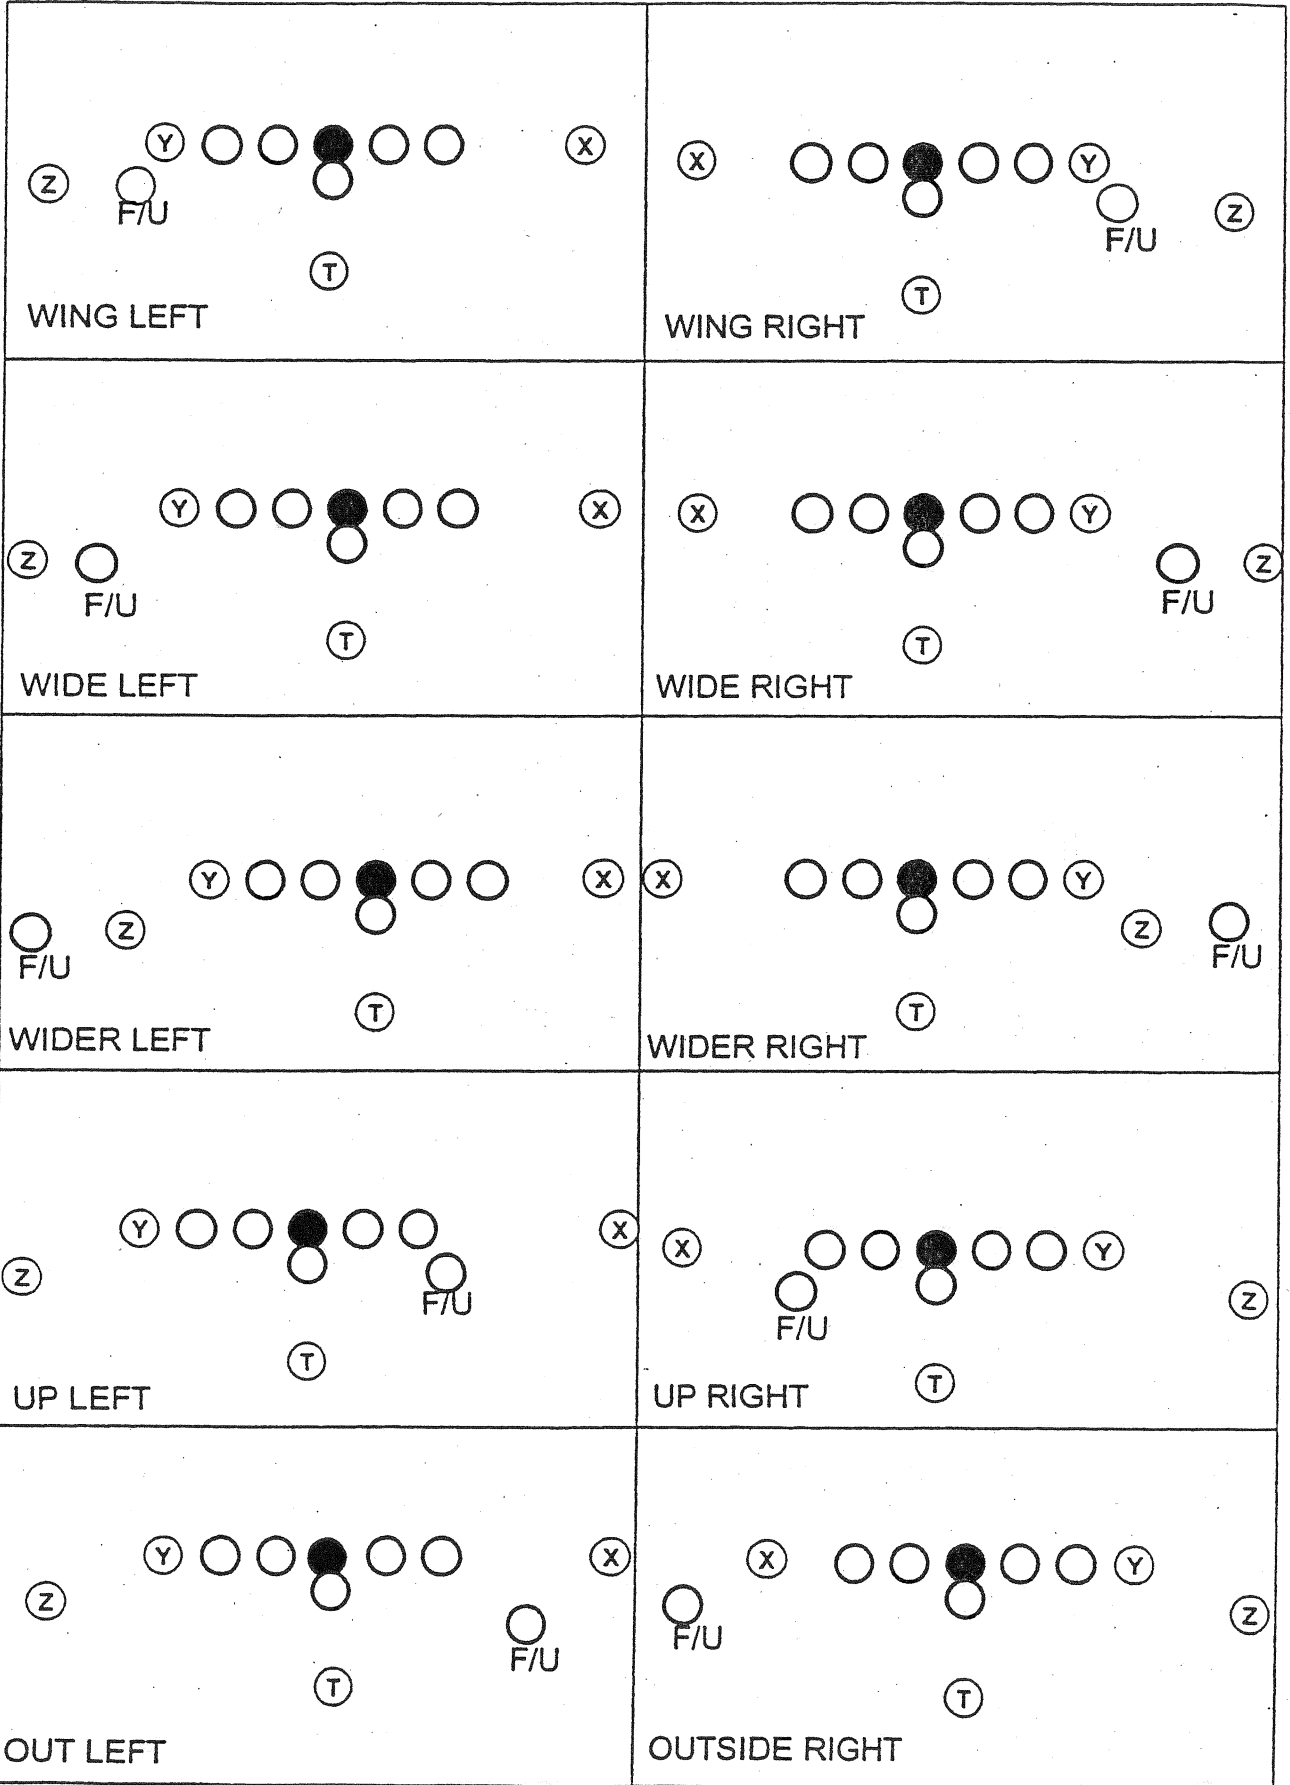 Y X
Z
F/U
T
WING LEFT
X Y
Z
F/U
T
WING RIGHT
Y X
Z
F/U
T
WIDE LEFT
X Y
Z
F/U
T
WIDE RIGHT
Y X
Z
F/U
T
WIDER LEFT
X Y
Z
F/U
T
WIDER RIGHT
Y X
Z
F/U
T
UP LEFT
X Y
Z
F/U
T
UP RIGHT
Y X
Z
F/U
T
OUT LEFT
X Y
Z
F/U
T
OUTSIDE RIGHT